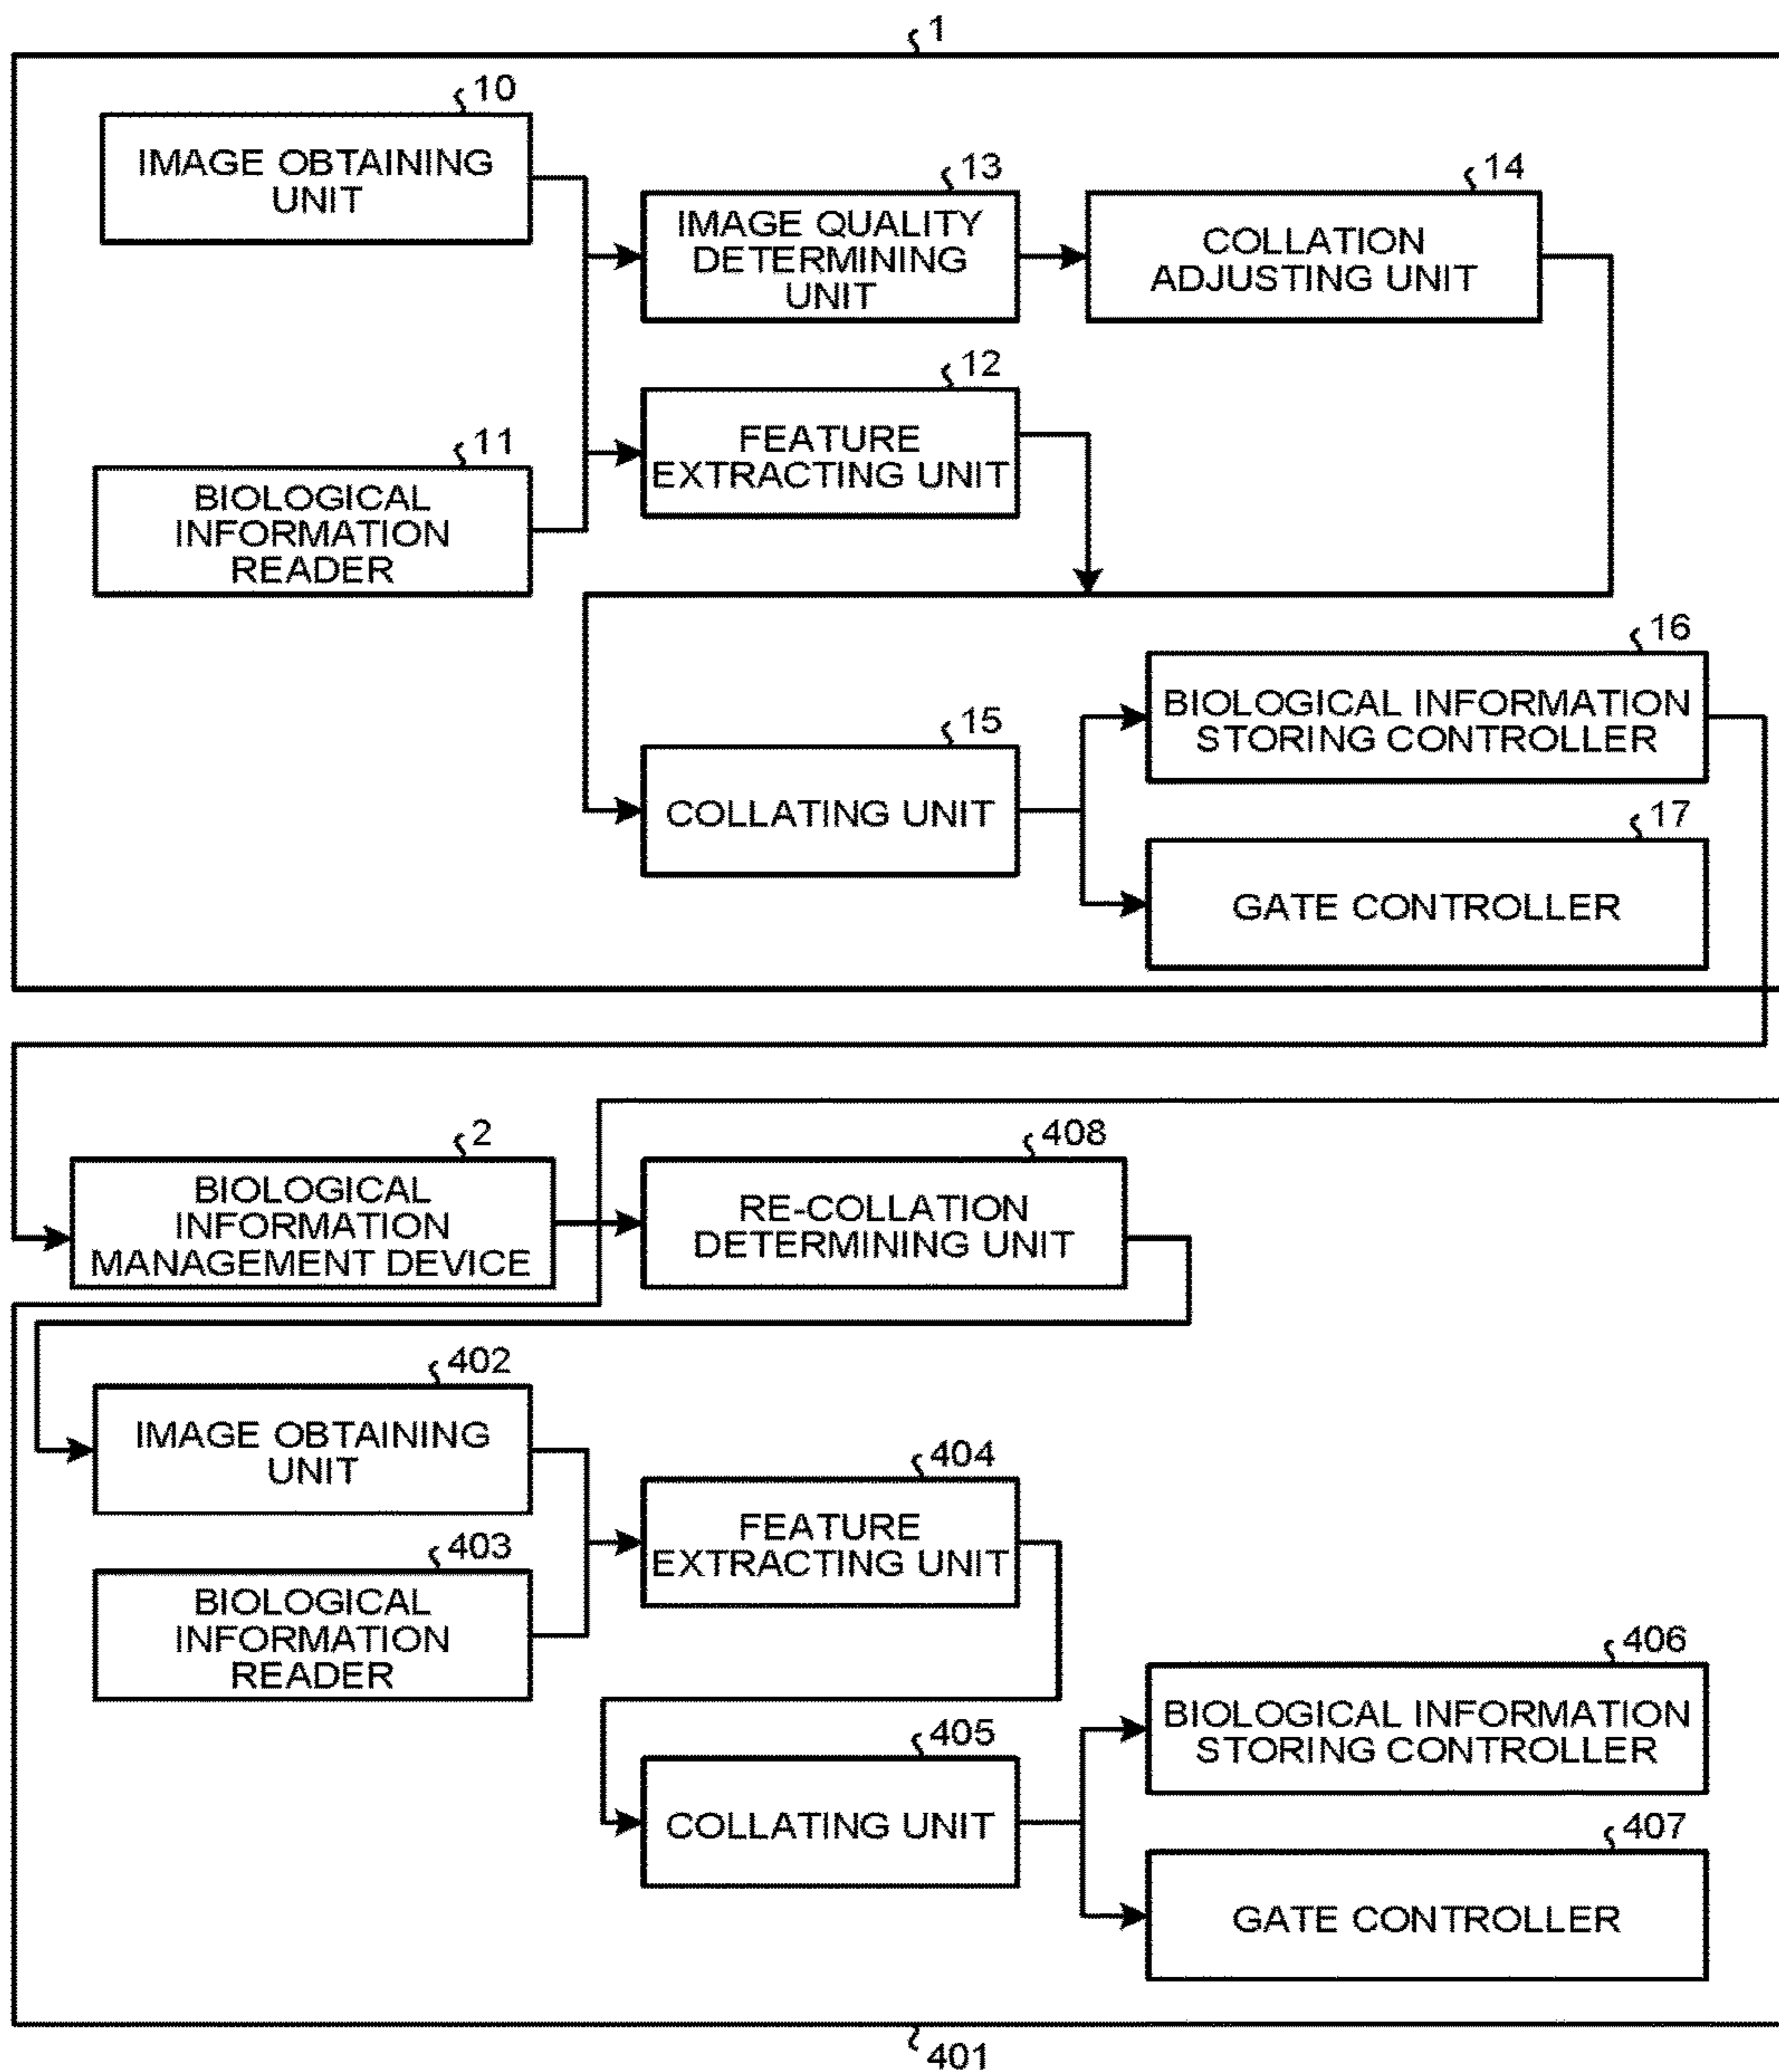 1
10
IMAGE OBTAINING
UNIT
13
IMAGE QUALITY
DETERMINING
UNIT
14
COLLATION
ADJUSTING UNIT
11
BIOLOGICAL
INFORMATION
READER
12
FEATURE
EXTRACTING UNIT
15
COLLATING UNIT
16
BIOLOGICAL INFORMATION
STORING CONTROLLER
17
GATE CONTROLLER
2
BIOLOGICAL
INFORMATION
MANAGEMENT DEVICE
408
RE-COLLATION
DETERMINING UNIT
402
IMAGE OBTAINING
UNIT
403
BIOLOGICAL
INFORMATION
READER
404
FEATURE
EXTRACTING UNIT
405
COLLATING UNIT
406
BIOLOGICAL INFORMATION
STORING CONTROLLER
407
GATE CONTROLLER
401